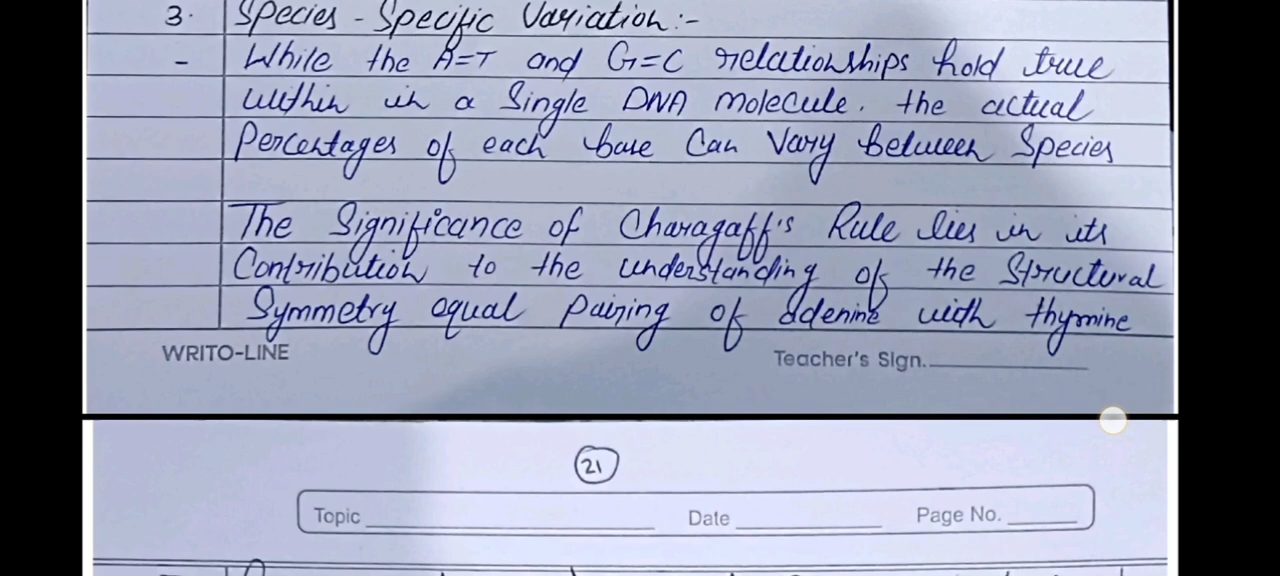 3. Species - Specific Variation :-
- While the A=T and G=C relationships hold true
within in a Single DNA molecule. the actual
Percentages of each base Can Vary between Species
The Significance of Charagaff's Rule lies in its
Contribution to the understanding of the Structural
Symmetry equal pairing of adenine with thymine
WRITO-LINE Teacher's Sign.
21
Topic Date Page No.